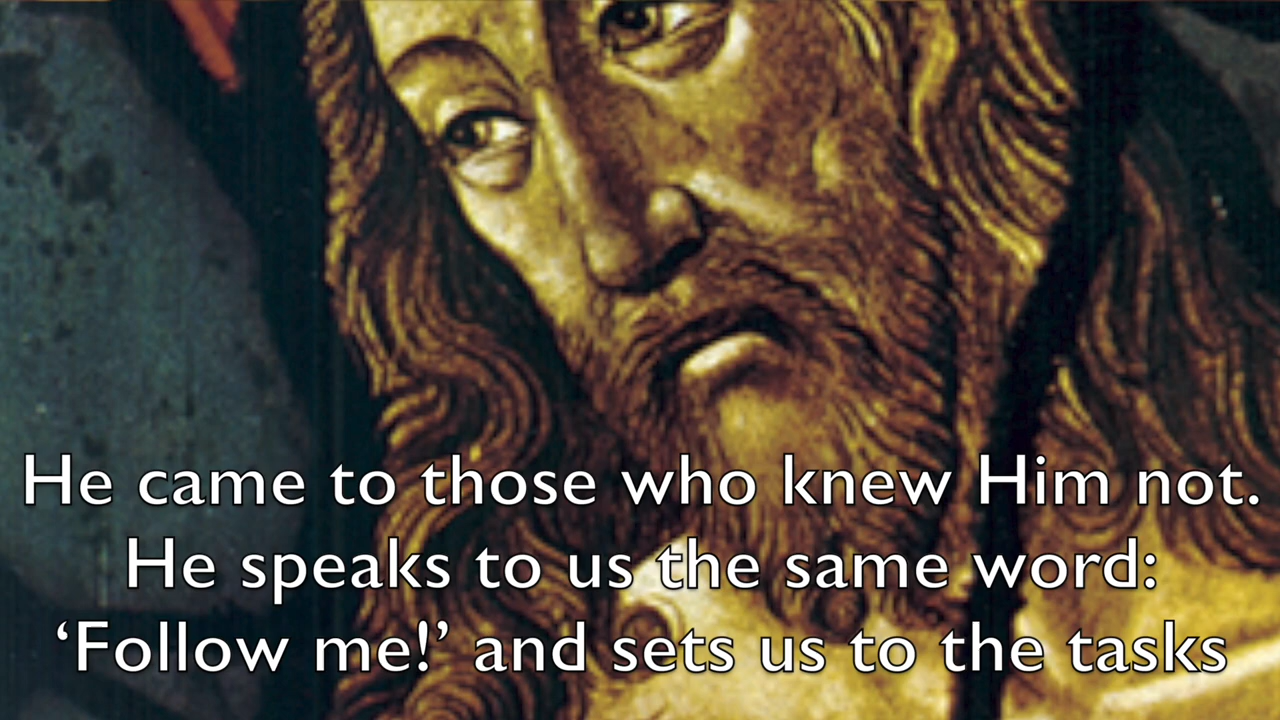 He came to those who knew Him not.
He speaks to us the same word:
‘Follow me!’ and sets us to the tasks